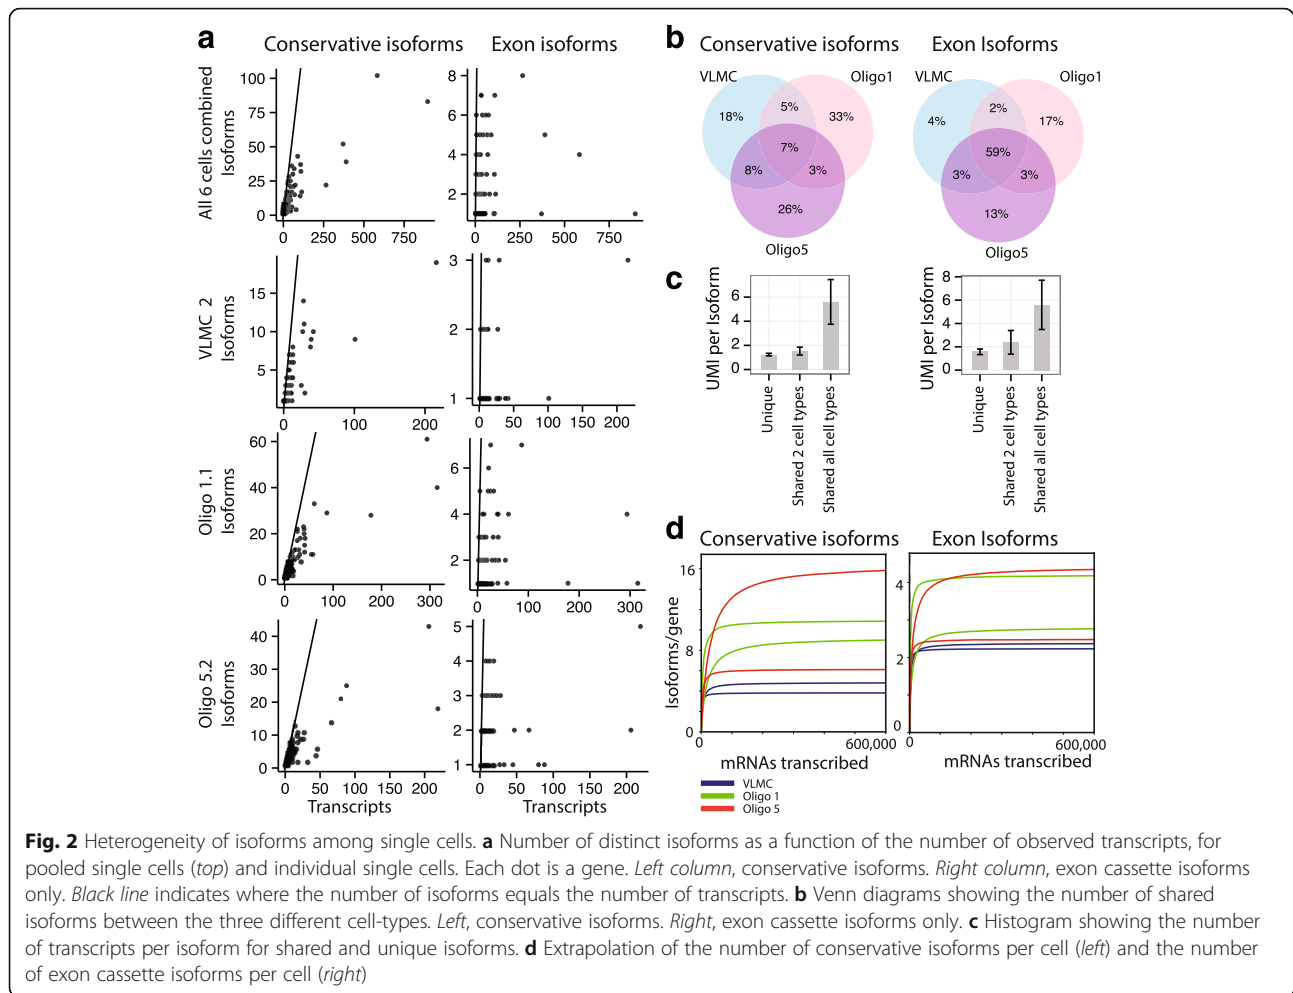 a
Conservative isoforms
Exon isoforms
All 6 cells combined
Isoforms
100
75
50
25
0
0 250 500 750
8
6
4
2
0 250 500 750
VLMC 2
Isoforms
15
10
5
0 100 200
3
2
1
0 50 100 150 200
Oligo 1.1
Isoforms
60
40
20
0
0 100 200 300
6
4
2
0 100 200 300
Oligo 5.2
Isoforms
40
30
20
10
0
0 50 100 150 200
5
4
3
2
1
0 50 100 150 200
Transcripts
Transcripts
b
Conservative isoforms
Exon Isoforms
VLMC
Oligo1
18%
5%
33%
7%
8%
3%
26%
Oligo5
VLMC
Oligo1
4%
2%
17%
59%
3%
3%
13%
Oligo5
c
UMI per Isoform
6
4
2
0
Unique
Shared 2 cell types
Shared all cell types
UMI per Isoform
8
6
4
2
0
Unique
Shared 2 cell types
Shared all cell types
d
Conservative isoforms
Exon Isoforms
Isoforms/gene
16
8
0
0 600,000
mRNAs transcribed
4
2
0
0 600,000
mRNAs transcribed
VLMC
Oligo 1
Oligo 5
Fig. 2 Heterogeneity of isoforms among single cells. a Number of distinct isoforms as a function of the number of observed transcripts, for
pooled single cells (top) and individual single cells. Each dot is a gene. Left column, conservative isoforms. Right column, exon cassette isoforms
only. Black line indicates where the number of isoforms equals the number of transcripts. b Venn diagrams showing the number of shared
isoforms between the three different cell-types. Left, conservative isoforms. Right, exon cassette isoforms only. c Histogram showing the number
of transcripts per isoform for shared and unique isoforms. d Extrapolation of the number of conservative isoforms per cell (left) and the number
of exon cassette isoforms per cell (right)